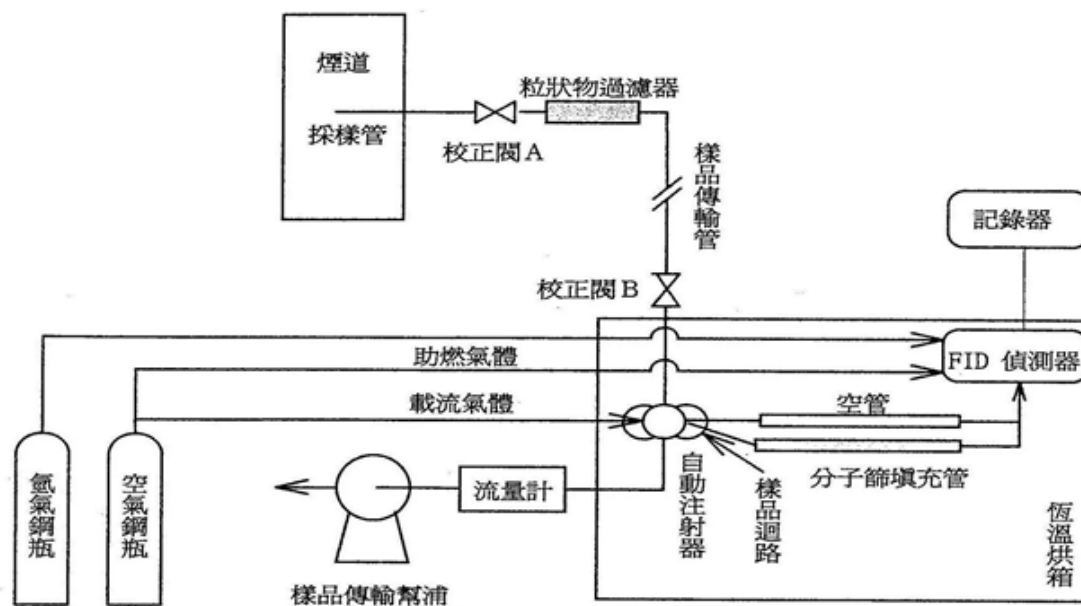 煙道
採樣管
校正閥A
粒狀物過濾器
樣品傳輸管
校正閥B
記錄器
FID 偵測器
助燃氣體
載流氣體
空管
分子篩填充管
自動注射器
樣品迴路
恆溫烘箱
流量計
樣品傳輸幫浦
氫氣鋼瓶
空氣鋼瓶